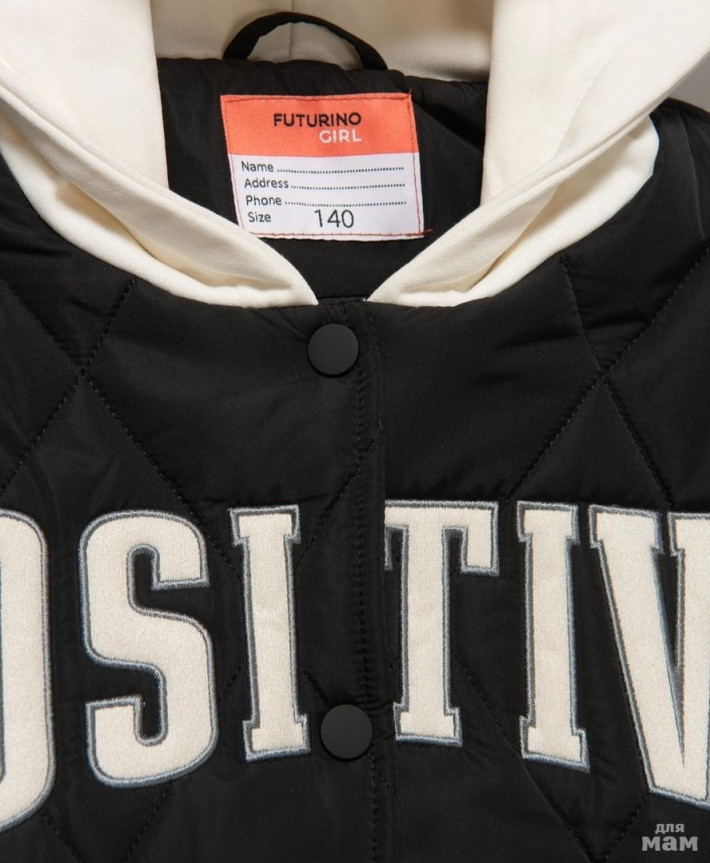 FUTURINO
GIRL
Name
Address
Phone
Size 140
OSITIV
для
мам